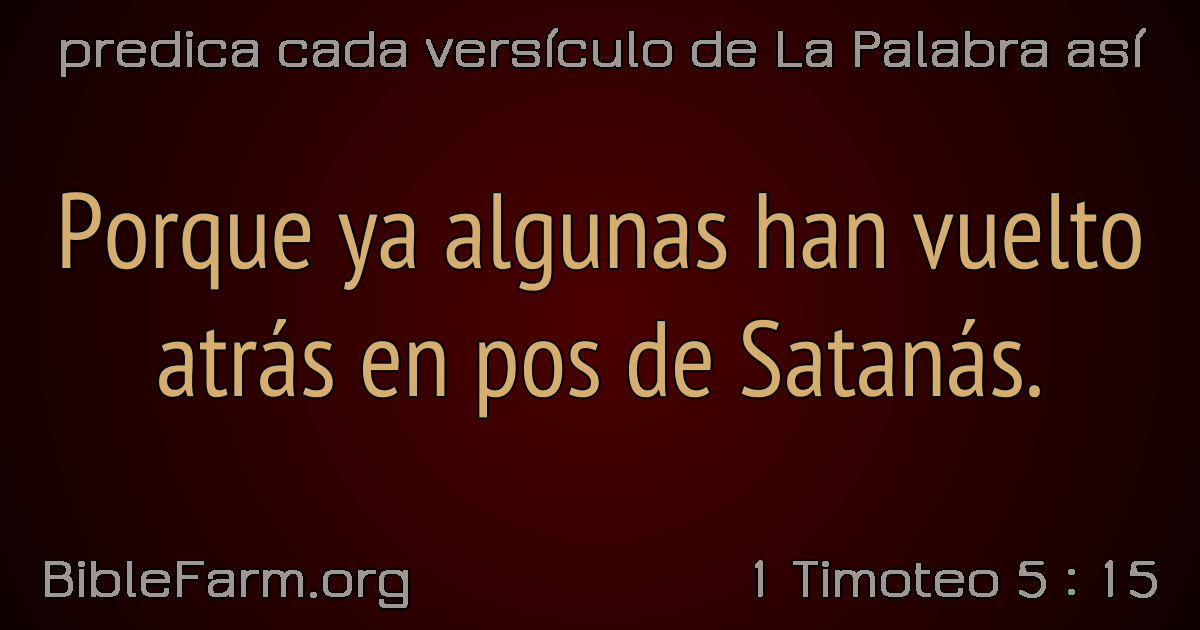 predica cada versículo de La Palabra así
Porque ya algunas han vuelto
atrás en pos de Satanás.
BibleFarm.org
1 Timoteo 5 : 15